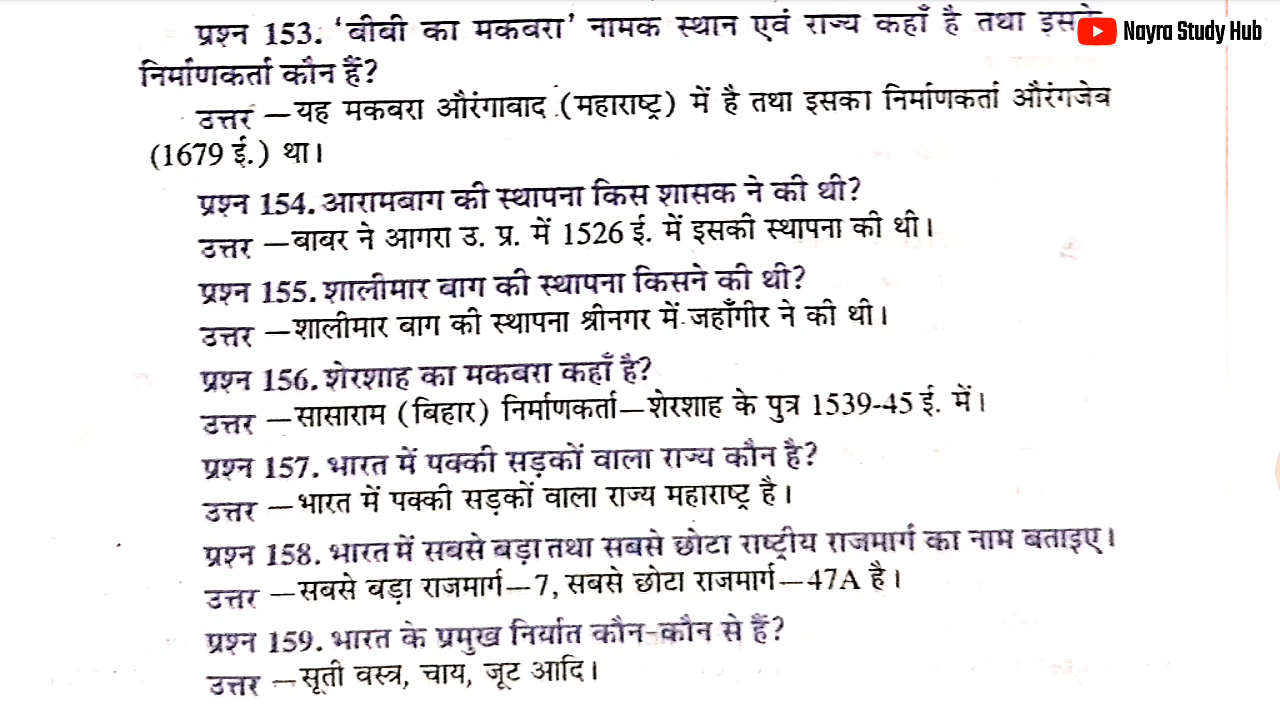 प्रश्न 153. ‘बीबी का मकबरा’ नामक स्थान एवं राज्य कहाँ है तथा
Nayra Study Hub
निर्माणकर्ता कौन हैं?
उत्तर —यह मकबरा औरंगाबाद (महाराष्ट्र) में है तथा इसका निर्माणकर्ता औरंगजेब
(1679 ई.) था।
प्रश्न 154. आरामबाग की स्थापना किस शासक ने की थी?
उत्तर —बाबर ने आगरा उ. प्र. में 1526 ई. में इसकी स्थापना की थी।
प्रश्न 155. शालीमार बाग की स्थापना किसने की थी?
उत्तर —शालीमार बाग की स्थापना श्रीनगर में जहाँगीर ने की थी।
प्रश्न 156. शेरशाह का मकबरा कहाँ है?
उत्तर —सासाराम (बिहार) निर्माणकर्ता—शेरशाह के पुत्र 1539-45 ई. में।
प्रश्न 157. भारत में पक्की सड़कों वाला राज्य कौन है?
उत्तर —भारत में पक्की सड़कों वाला राज्य महाराष्ट्र है।
प्रश्न 158. भारत में सबसे बड़ा तथा सबसे छोटा राष्ट्रीय राजमार्ग का नाम बताइए।
उत्तर —सबसे बड़ा राजमार्ग—7, सबसे छोटा राजमार्ग—47A है।
प्रश्न 159. भारत के प्रमुख निर्यात कौन-कौन से हैं?
उत्तर —सूती वस्त्र, चाय, जूट आदि।